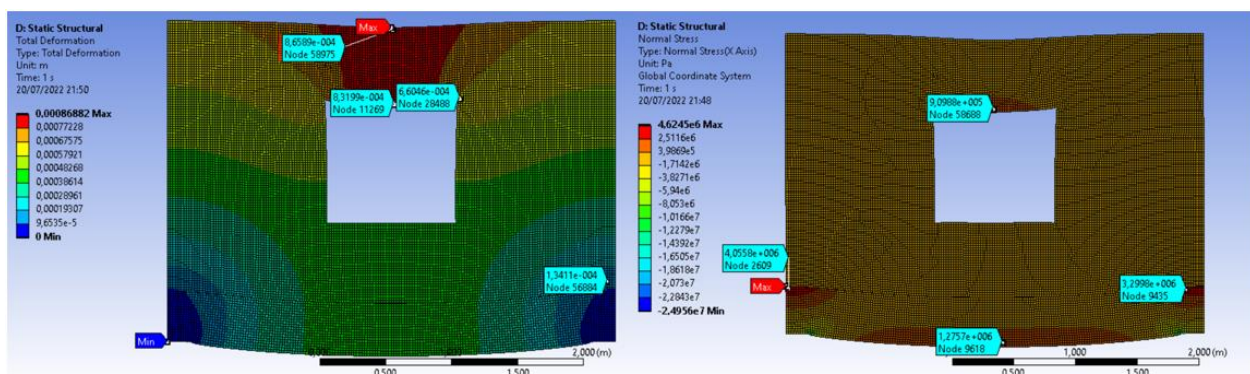 D: Static Structural
Total Deformation
Type: Total Deformation
Unit: m
Time: 1 s
20/07/2022 21:50
0,00086882 Max
0,00077228
0,00067575
0,00057921
0,00048268
0,00038614
0,00028961
0,00019307
9,6535e-5
0 Min
Max
8,6589e-004
Node 58975
8,3199e-004
Node 11269
6,6046e-004
Node 28488
1,3411e-004
Node 56884
Min
2,000 (m)
0,500
1,500
D: Static Structural
Normal Stress
Type: Normal Stress(X Axis)
Unit: Pa
Global Coordinate System
Time: 1 s
20/07/2022 21:48
4,6245e6 Max
2,5116e6
3,9869e5
-1,7142e6
-3,8271e6
-5,94e6
-8,053e6
-1,0166e7
-1,2279e7
-1,4392e7
-1,6505e7
-1,8618e7
-2,073e7
-2,2843e7
-2,4956e7 Min
9,0988e+005
Node 58688
4,0558e+006
Node 2609
Max
3,2998e+006
Node 9435
1,2757e+006
Node 9618
1,000
2,000 (m)
0,500
1,500